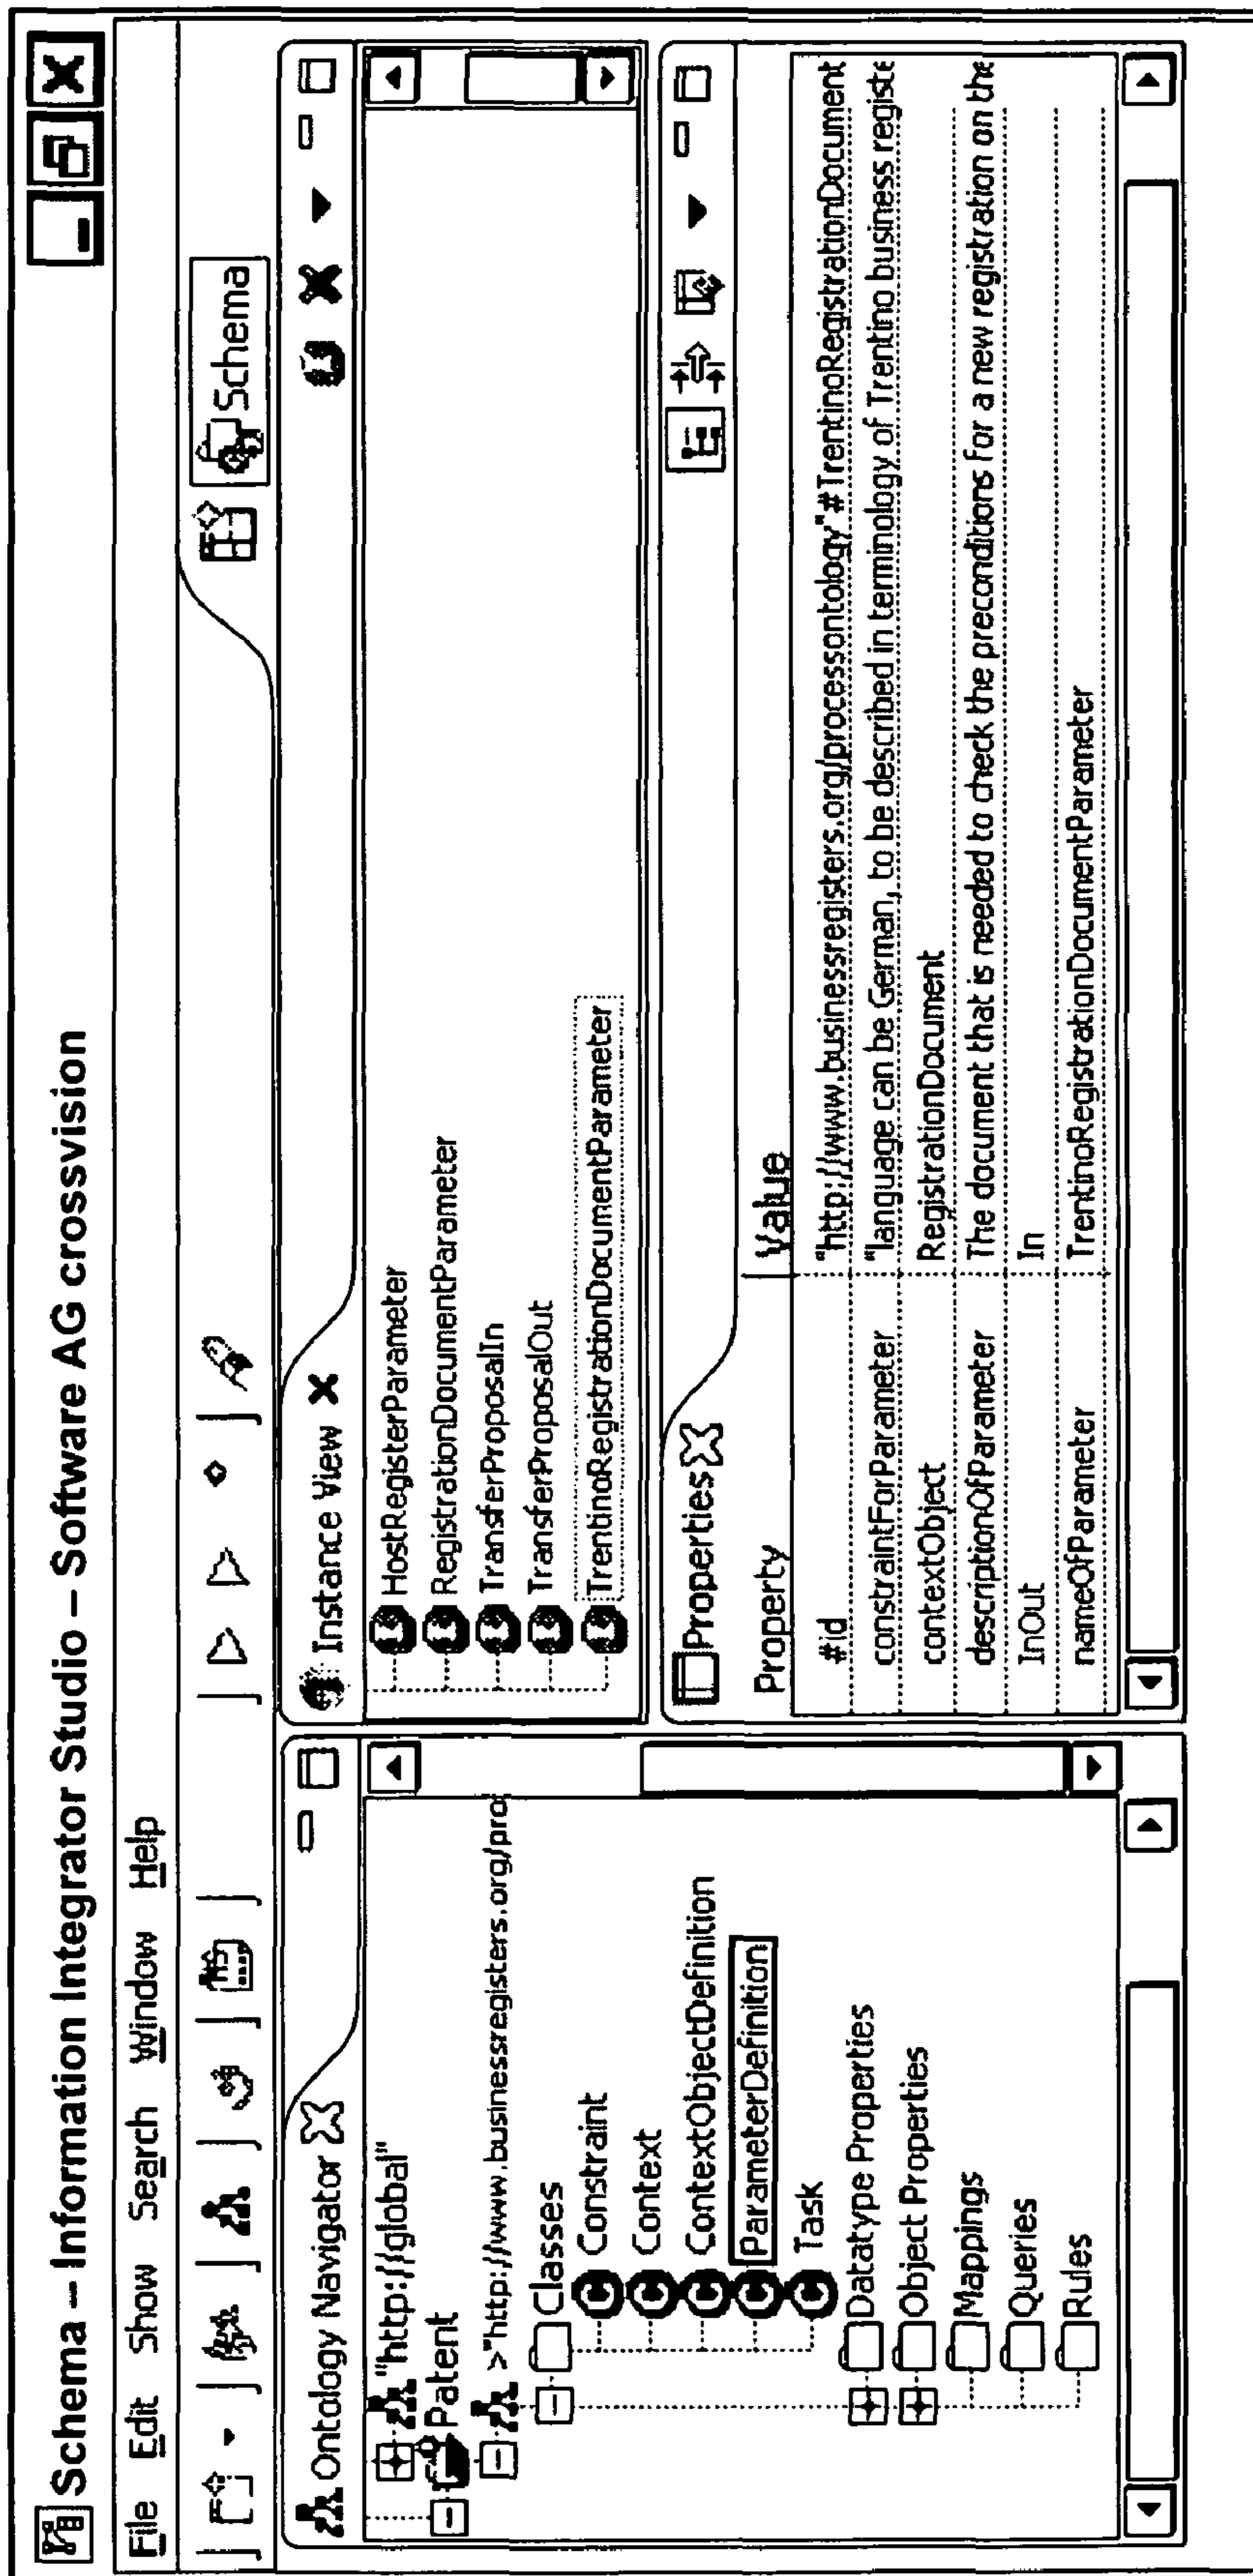 Schema – Information Integrator Studio – Software AG crossvision
File Edit Show Search Window Help
Schema
Ontology Navigator
"http://global"
Patent
>"http://www.businessregisters.org/pro
Classes
Constraint
Context
ContextObjectDefinition
ParameterDefinition
Task
Datatype Properties
Object Properties
Mappings
Queries
Rules
Instance View
HostRegisterParameter
RegistrationDocumentParameter
TransferProposalIn
TransferProposalOut
TrentinoRegistrationDocumentParameter
Properties
Property Value
#id "http://www.businessregisters.org/processontology"#TrentinoRegistrationDocument
constraintForParameter "language can be German, to be described in terminology of Trentino business registe
contextObject RegistrationDocument
descriptionOfParameter The document that is needed to check the preconditions for a new registration on the
InOut In
nameOfParameter TrentinoRegistrationDocumentParameter